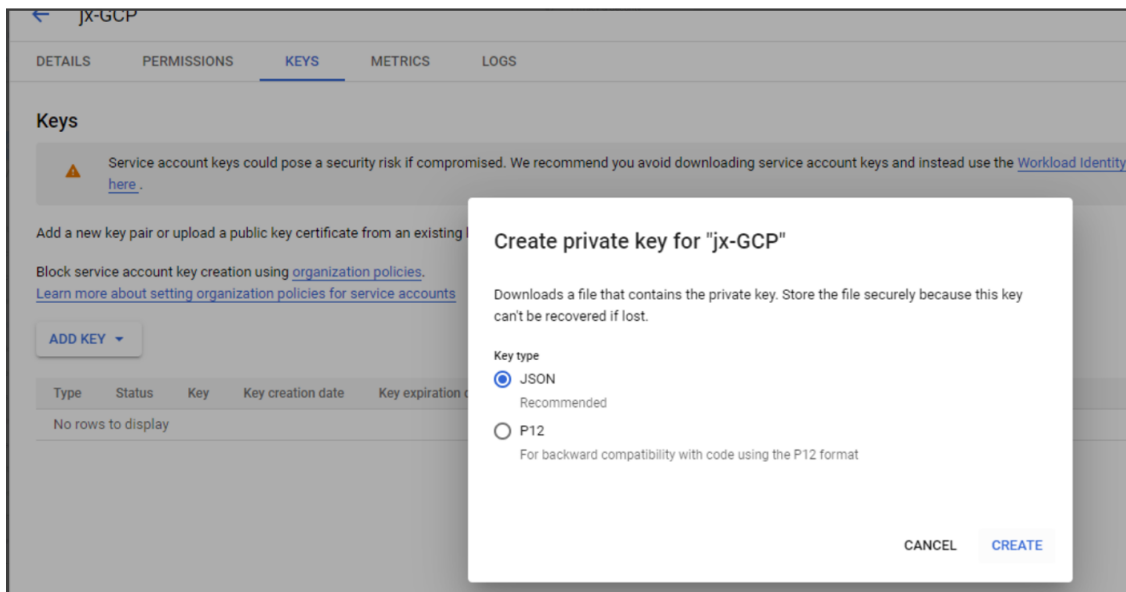 jx-GCP
DETAILS PERMISSIONS KEYS METRICS LOGS
Keys
Service account keys could pose a security risk if compromised. We recommend you avoid downloading service account keys and instead use the Workload Identity
here .
Add a new key pair or upload a public key certificate from an existing
Block service account key creation using organization policies.
Learn more about setting organization policies for service accounts
ADD KEY
Type Status Key Key creation date Key expiration
No rows to display
Create private key for "jx-GCP"
Downloads a file that contains the private key. Store the file securely because this key
can't be recovered if lost.
Key type
JSON
Recommended
P12
For backward compatibility with code using the P12 format
CANCEL CREATE